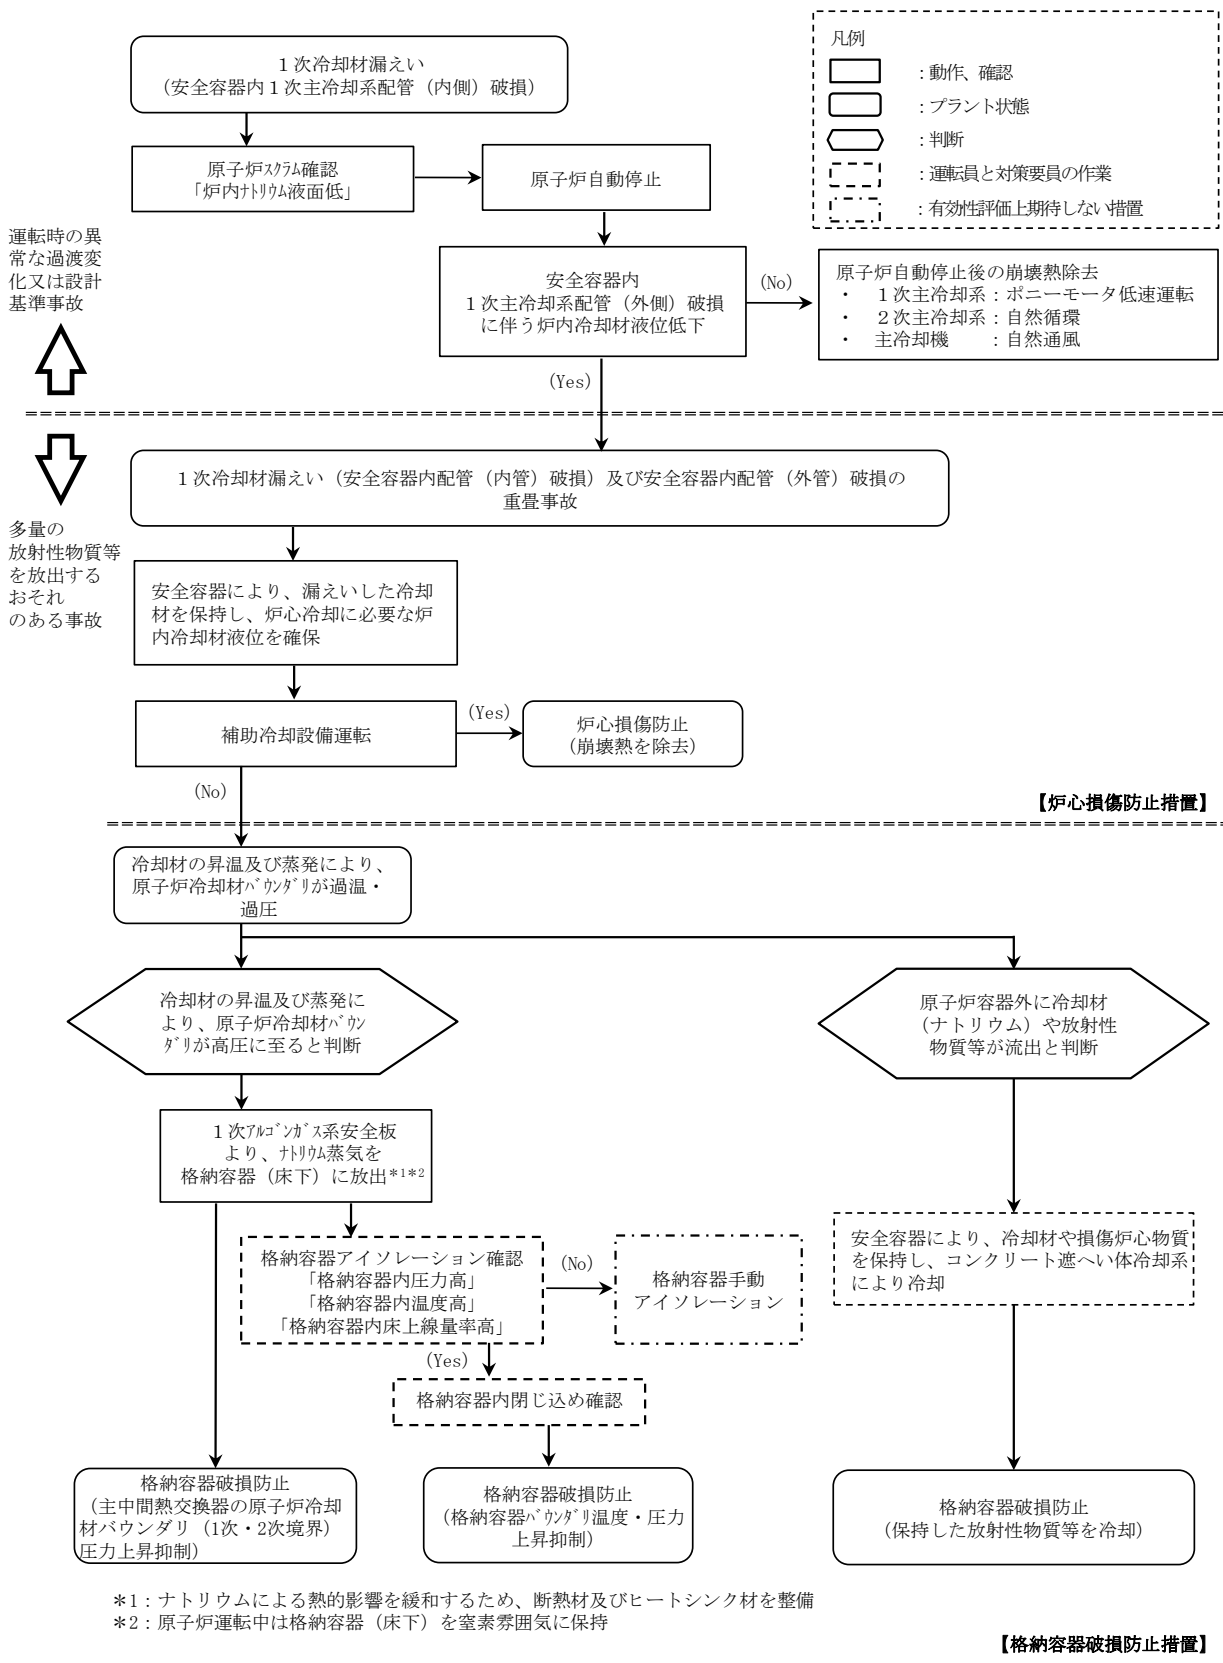 凡例
：動作、確認
：プラント状態
：判断
：運転員と対策要員の作業
：有効性評価上期待しない措置
１次冷却材漏えい
（安全容器内１次主冷却系配管（内側）破損）
原子炉ｽｸﾗﾑ確認
「炉内ﾅﾄﾘｳﾑ液面低」
原子炉自動停止
運転時の異
常な過渡変
化又は設計
基準事故
安全容器内
１次主冷却系配管（外側）破損
に伴う炉内冷却材液位低下
(No)
原子炉自動停止後の崩壊熱除去
・　１次主冷却系：ポニーモータ低速運転
・　２次主冷却系：自然循環
・　主冷却機　　：自然通風
(Yes)
１次冷却材漏えい（安全容器内配管（内管）破損）及び安全容器内配管（外管）破損の
重畳事故
多量の
放射性物質等
を放出する
おそれ
のある事故
安全容器により、漏えいした冷却
材を保持し、炉心冷却に必要な炉
内冷却材液位を確保
補助冷却設備運転
(Yes)
炉心損傷防止
（崩壊熱を除去）
(No)
【炉心損傷防止措置】
冷却材の昇温及び蒸発により、
原子炉冷却材ﾊﾞｳﾝﾀﾞﾘが過温・
過圧
冷却材の昇温及び蒸発に
より、原子炉冷却材ﾊﾞｳﾝ
ﾀﾞﾘが高圧に至ると判断
原子炉容器外に冷却材
（ナトリウム）や放射性
物質等が流出と判断
１次ｱﾙｺﾞﾝｶﾞｽ系安全板
より、ﾅﾄﾘｳﾑ蒸気を
格納容器（床下）に放出*1*2
格納容器アイソレーション確認
「格納容器内圧力高」
「格納容器内温度高」
「格納容器内床上線量率高」
(No)
格納容器手動
アイソレーション
安全容器により、冷却材や損傷炉心物質
を保持し、コンクリート遮へい体冷却系
により冷却
(Yes)
格納容器内閉じ込め確認
格納容器破損防止
（主中間熱交換器の原子炉冷却
材バウンダリ（1次・2次境界）
圧力上昇抑制）
格納容器破損防止
（格納容器ﾊﾞｳﾝﾀﾞﾘ温度・圧力
上昇抑制）
格納容器破損防止
（保持した放射性物質等を冷却）
＊1：ナトリウムによる熱的影響を緩和するため、断熱材及びヒートシンク材を整備
＊2：原子炉運転中は格納容器（床下）を窒素雰囲気に保持
【格納容器破損防止措置】